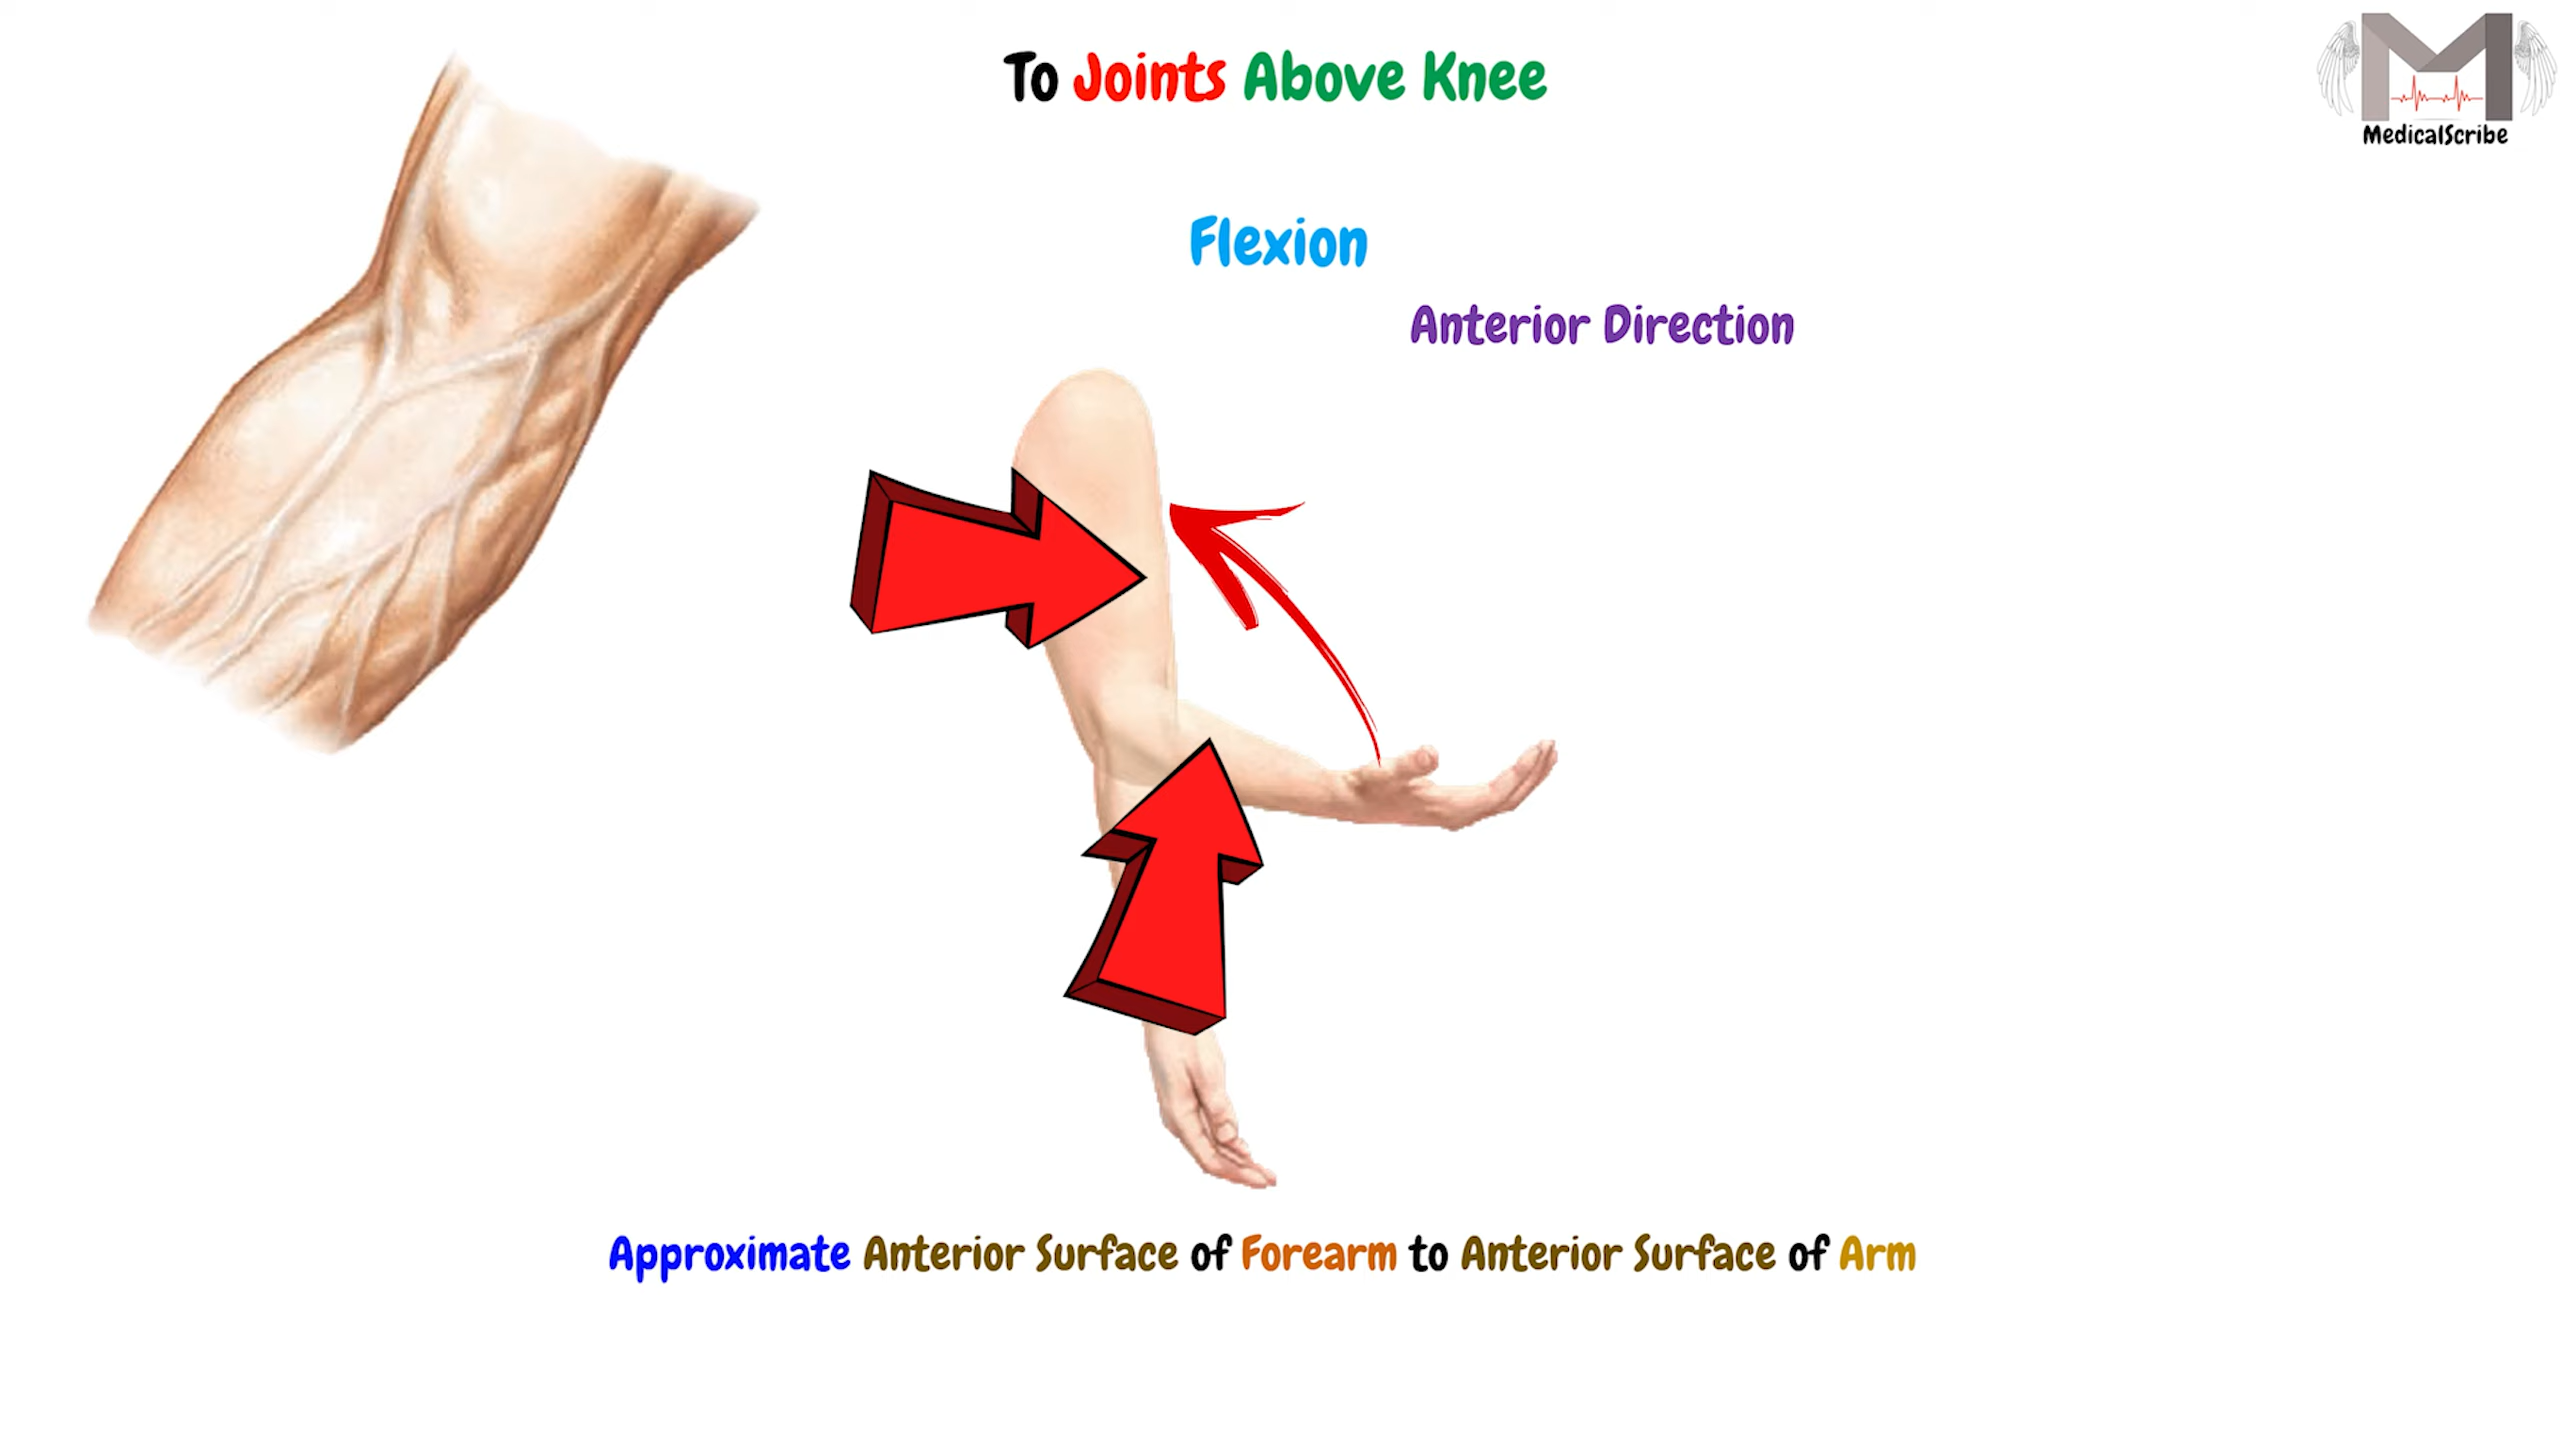 To Joints Above Knee
MedicalScribe
Flexion
Anterior Direction
Approximate Anterior Surface of Forearm to Anterior Surface of Arm